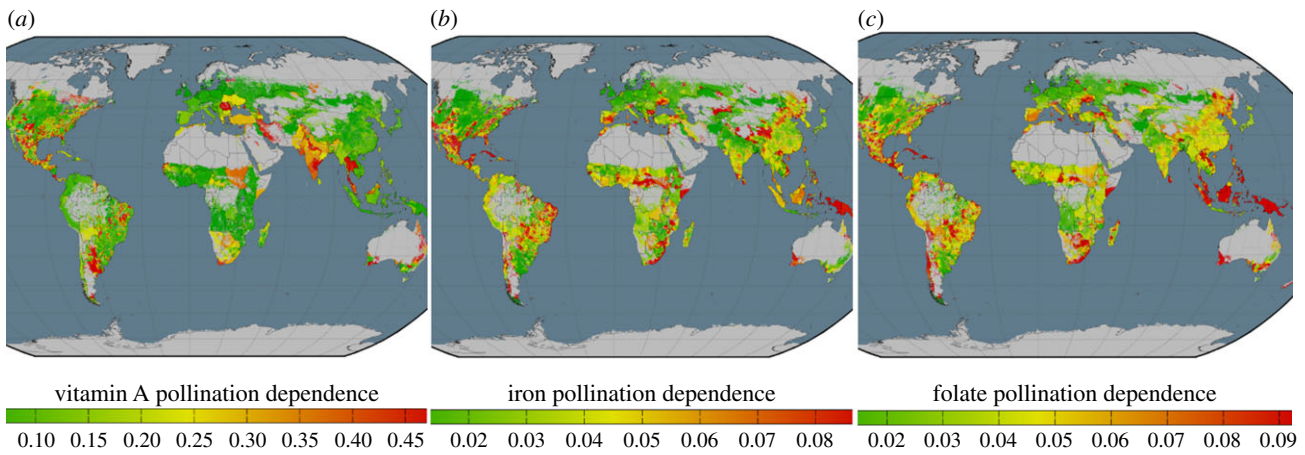 (a) (b) (c)
vitamin A pollination dependence iron pollination dependence folate pollination dependence
0.10 0.15 0.20 0.25 0.30 0.35 0.40 0.45 0.02 0.03 0.04 0.05 0.06 0.07 0.08 0.02 0.03 0.04 0.05 0.06 0.07 0.08 0.09